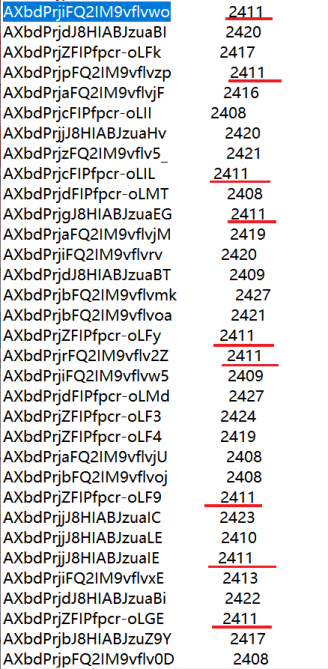 AXbdPrjiFQ2IM9vflvwo 2411
AXbdPrjdJ8HIABJzuaBI 2420
AXbdPrjZFIPfpcr-oLFk 2417
AXbdPrjpFQ2IM9vflvzp 2411
AXbdPrjaFQ2IM9vflvjF 2416
AXbdPrjcFIPfpcr-oLII 2408
AXbdPrjjJ8HIABJzuaHv 2420
AXbdPrjzFQ2IM9vflv5_ 2421
AXbdPrjcFIPfpcr-oLIL 2411
AXbdPrjdFIPfpcr-oLMT 2408
AXbdPrjgJ8HIABJzuaEG 2411
AXbdPrjaFQ2IM9vflvjM 2419
AXbdPrjiFQ2IM9vflvrv 2420
AXbdPrjdJ8HIABJzuaBT 2409
AXbdPrjbFQ2IM9vflvmk 2427
AXbdPrjbFQ2IM9vflvoa 2421
AXbdPrjZFIPfpcr-oLFy 2411
AXbdPrjrFQ2IM9vflv2Z 2411
AXbdPrjiFQ2IM9vflvw5 2409
AXbdPrjdFIPfpcr-oLMd 2427
AXbdPrjZFIPfpcr-oLF3 2424
AXbdPrjZFIPfpcr-oLF4 2419
AXbdPrjaFQ2IM9vflvjU 2408
AXbdPrjbFQ2IM9vflvoj 2408
AXbdPrjZFIPfpcr-oLF9 2411
AXbdPrjjJ8HIABJzuaIC 2423
AXbdPrjjJ8HIABJzuaLE 2410
AXbdPrjjJ8HIABJzuaIE 2411
AXbdPrjiFQ2IM9vflvxE 2413
AXbdPrjdJ8HIABJzuaBi 2422
AXbdPrjZFIPfpcr-oLGE 2411
AXbdPrjbJ8HIABJzuZ9Y 2417
AXbdPrjpFQ2IM9vflv0D 2408